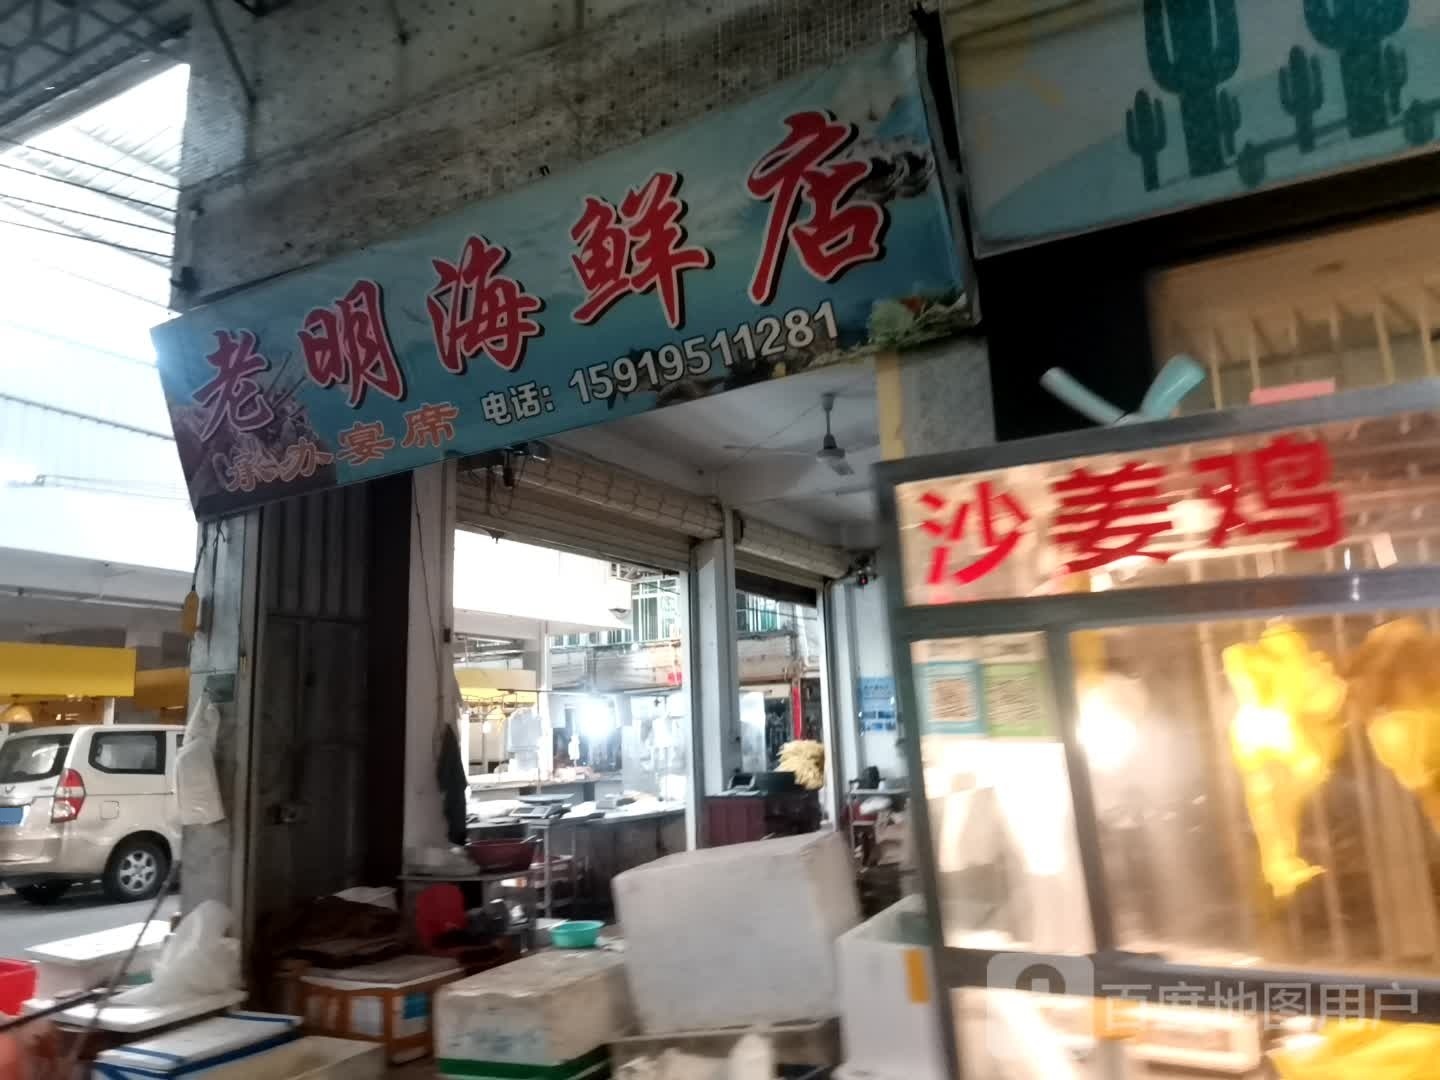 老明海鲜店
承办宴席 电话：15919511281
沙姜鸡
百度地图用户